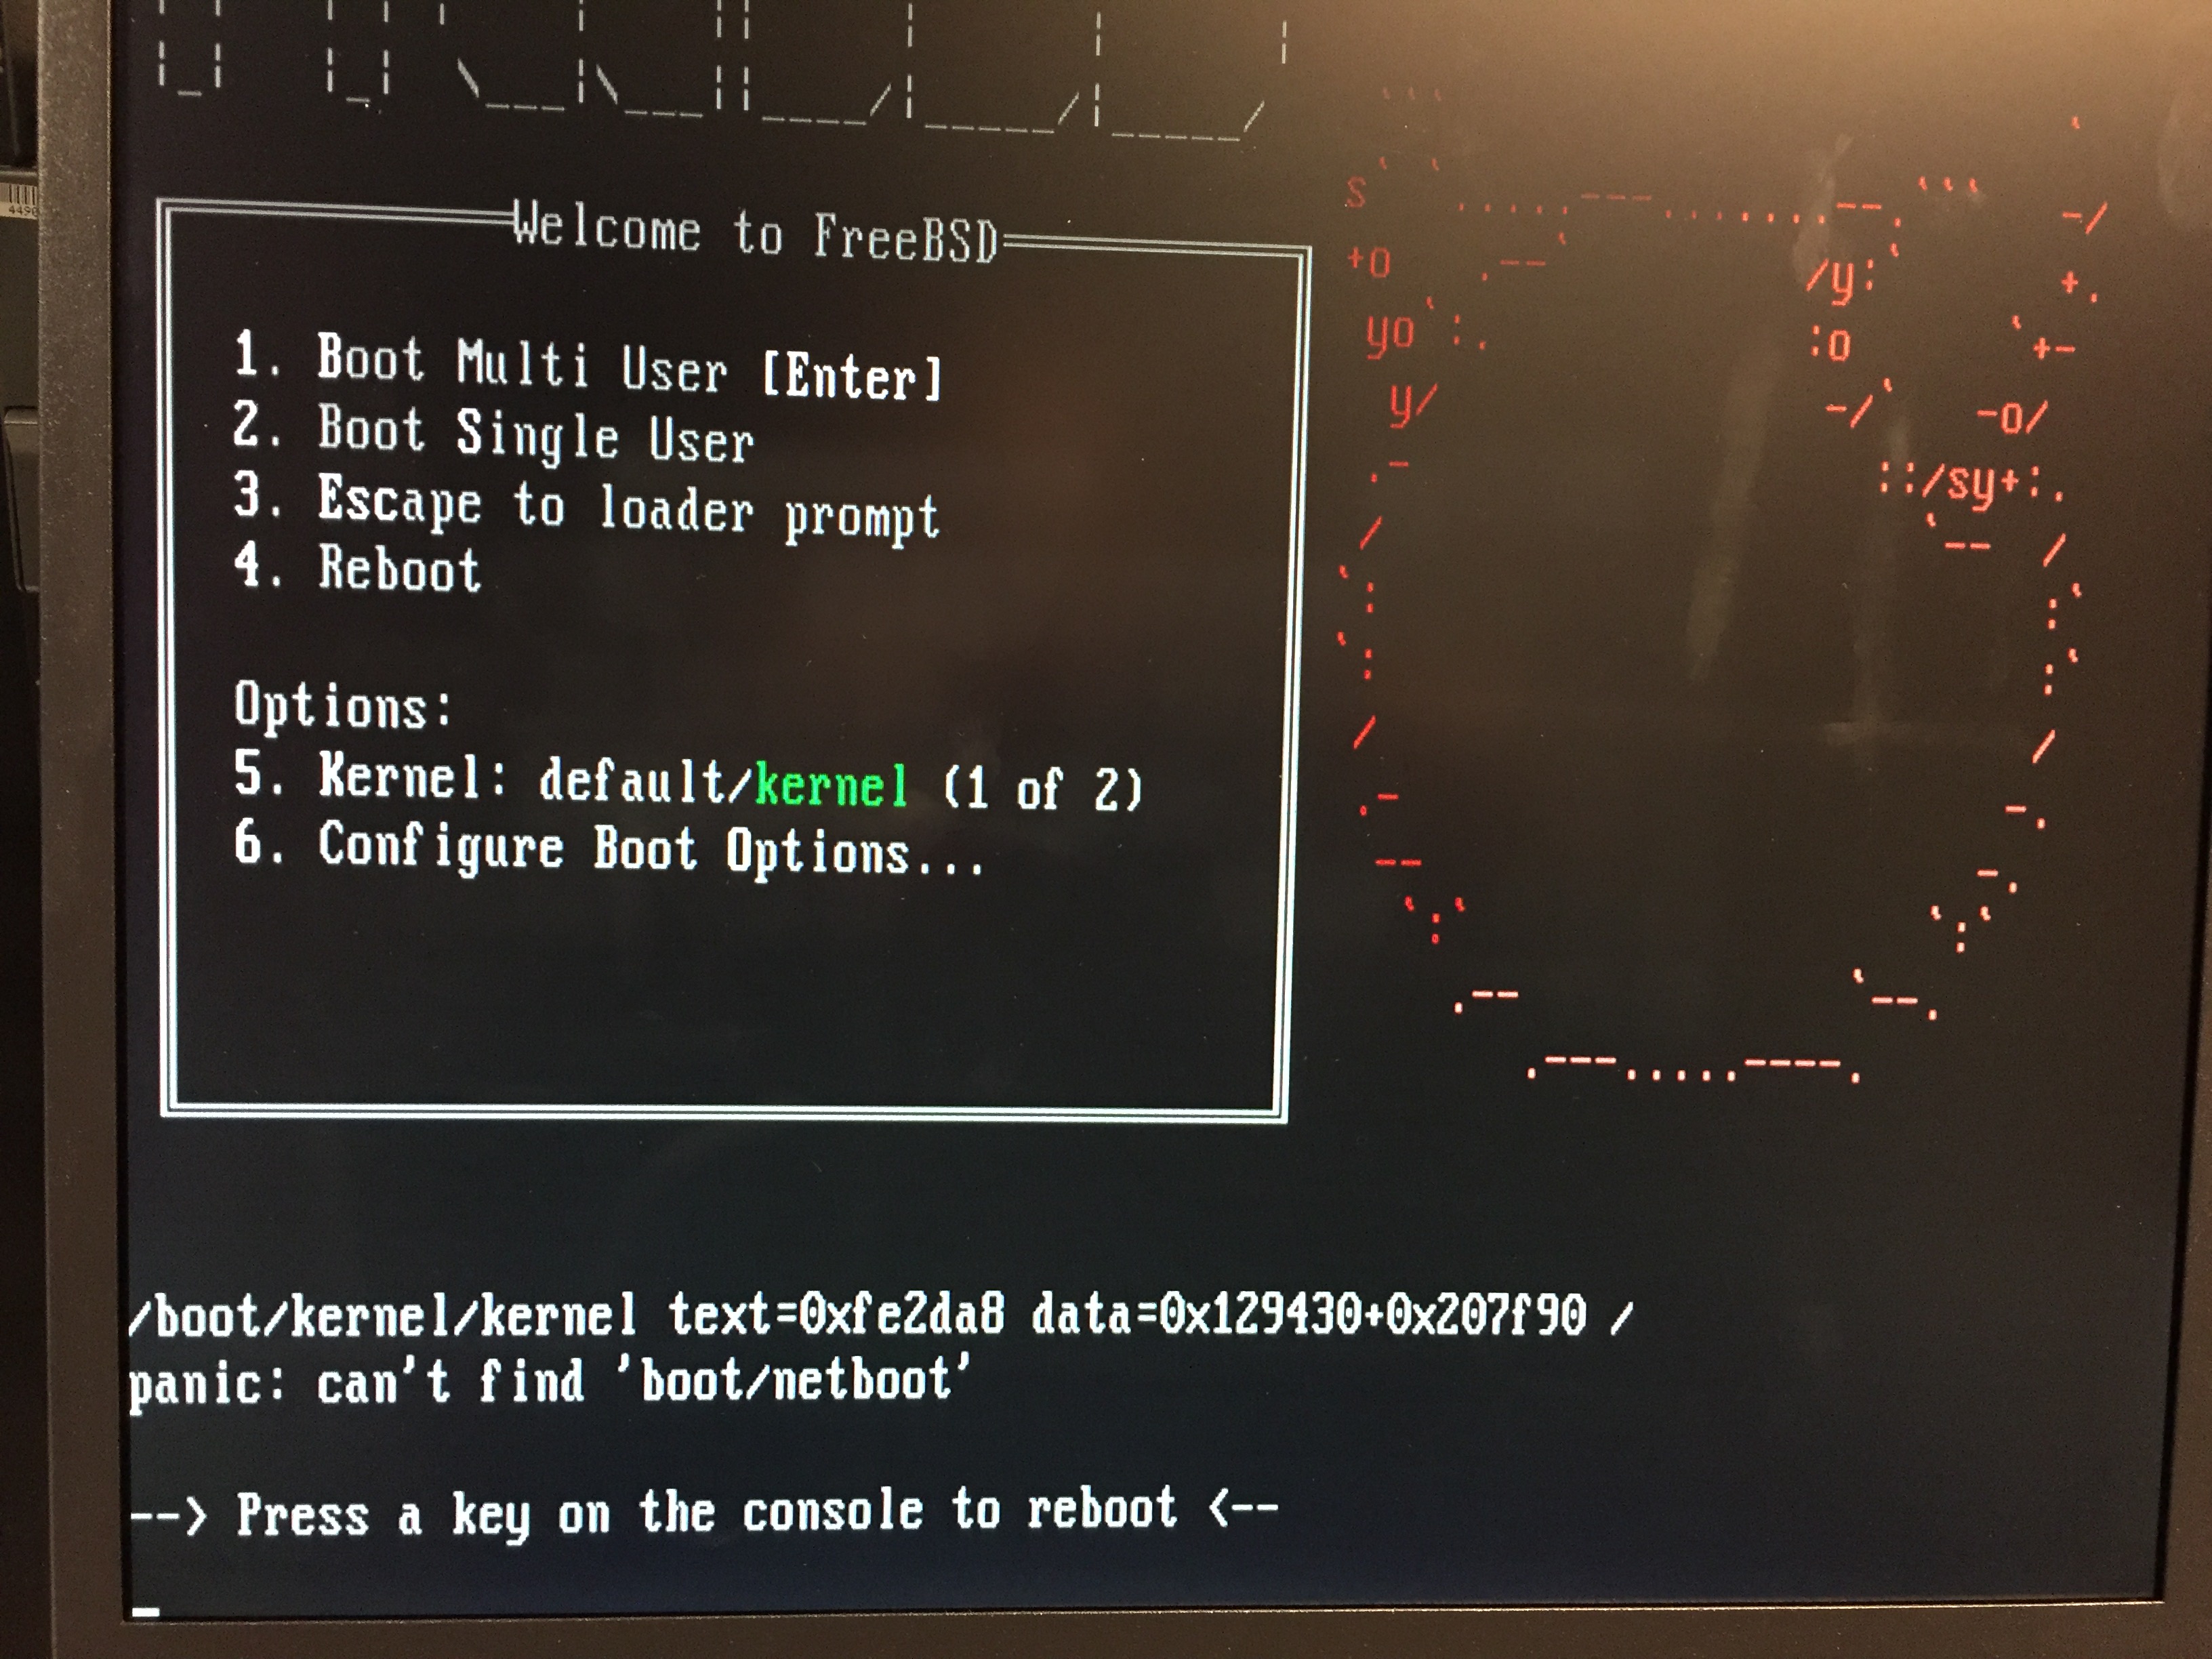 Welcome to FreeBSD
1. Boot Multi User [Enter]
2. Boot Single User
3. Escape to loader prompt
4. Reboot
Options:
5. Kernel: default/kernel (1 of 2)
6. Configure Boot Options...
/boot/kernel/kernel text=0xfe2da8 data=0x129430+0x207f90 /
panic: can't find 'boot/netboot'
--> Press a key on the console to reboot <--